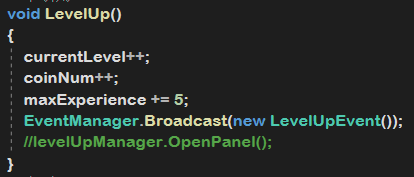 void LevelUp()
{
currentLevel++;
coinNum++;
maxExperience += 5;
EventManager.Broadcast(new LevelUpEvent());
//levelUpManager.OpenPanel();
}